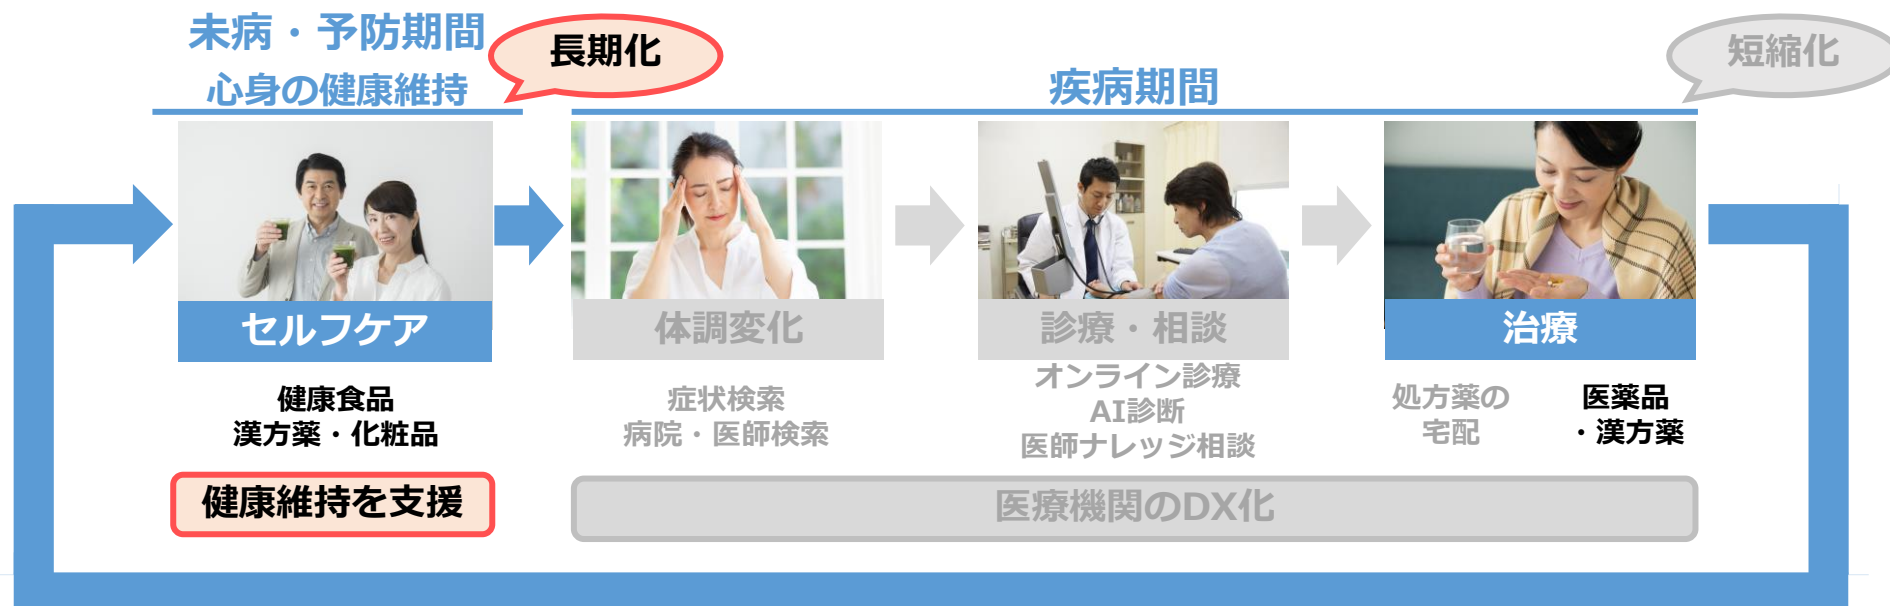 未病・予防期間
心身の健康維持
長期化
疾病期間
短縮化
セルフケア
体調変化
診療・相談
治療
健康食品
漢方薬・化粧品
症状検索
病院・医師検索
オンライン診療
AI診断
医師ナレッジ相談
処方薬の
宅配
医薬品
・漢方薬
健康維持を支援
医療機関のDX化